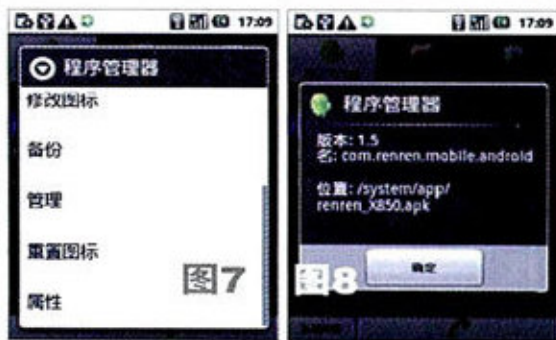 17:09
程序管理器
修改图标
备份
管理
重置图标
属性
图7
17:09
程序管理器
版本: 1.5
名: com.renren.mobile.android
位置: /system/app/
renren_X850.apk
确定
图8